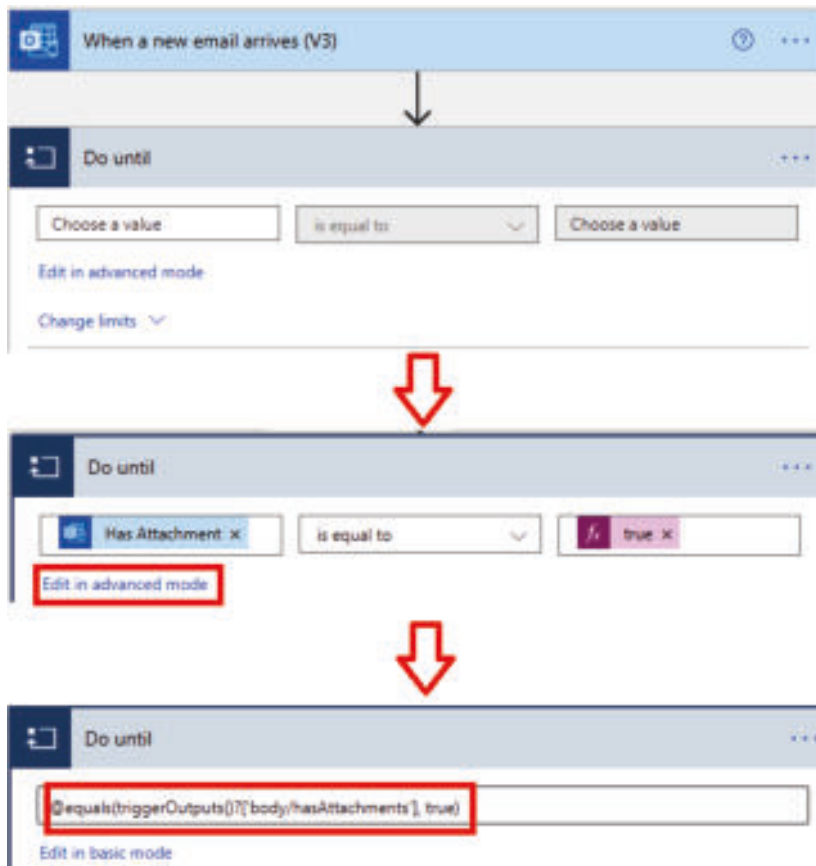 When a new email arrives (V3)
Do until
Choose a value is equal to Choose a value
Edit in advanced mode
Change limits
Do until
Has Attachment × is equal to fx true ×
Edit in advanced mode
Do until
@equals(triggerOutputs()?['body/hasAttachments'], true)
Edit in basic mode